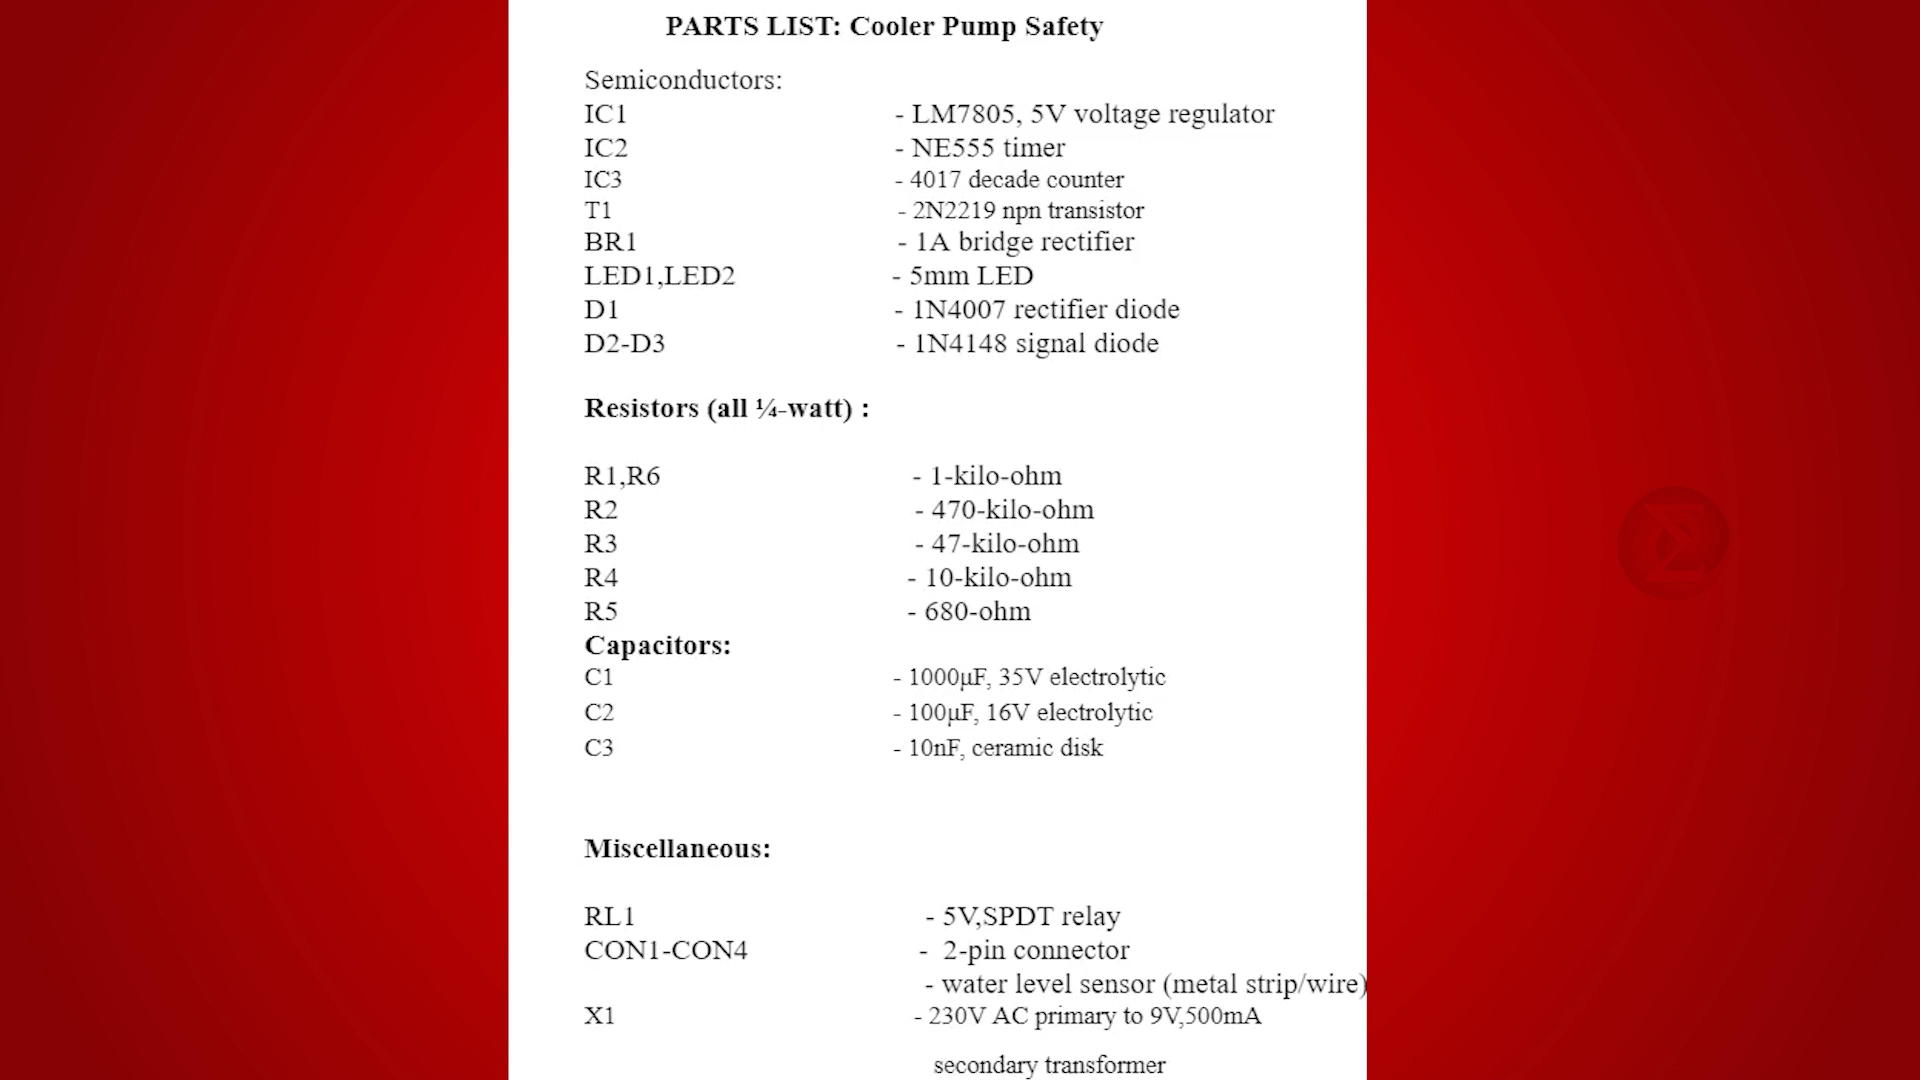 PARTS LIST: Cooler Pump Safety
Semiconductors:
IC1 - LM7805, 5V voltage regulator
IC2 - NE555 timer
IC3 - 4017 decade counter
T1 - 2N2219 npn transistor
BR1 - 1A bridge rectifier
LED1,LED2 - 5mm LED
D1 - 1N4007 rectifier diode
D2-D3 - 1N4148 signal diode
Resistors (all ¼-watt) :
R1,R6 - 1-kilo-ohm
R2 - 470-kilo-ohm
R3 - 47-kilo-ohm
R4 - 10-kilo-ohm
R5 - 680-ohm
Capacitors:
C1 - 1000µF, 35V electrolytic
C2 - 100µF, 16V electrolytic
C3 - 10nF, ceramic disk
Miscellaneous:
RL1 - 5V,SPDT relay
CON1-CON4 - 2-pin connector
- water level sensor (metal strip/wire)
X1 - 230V AC primary to 9V,500mA
secondary transformer